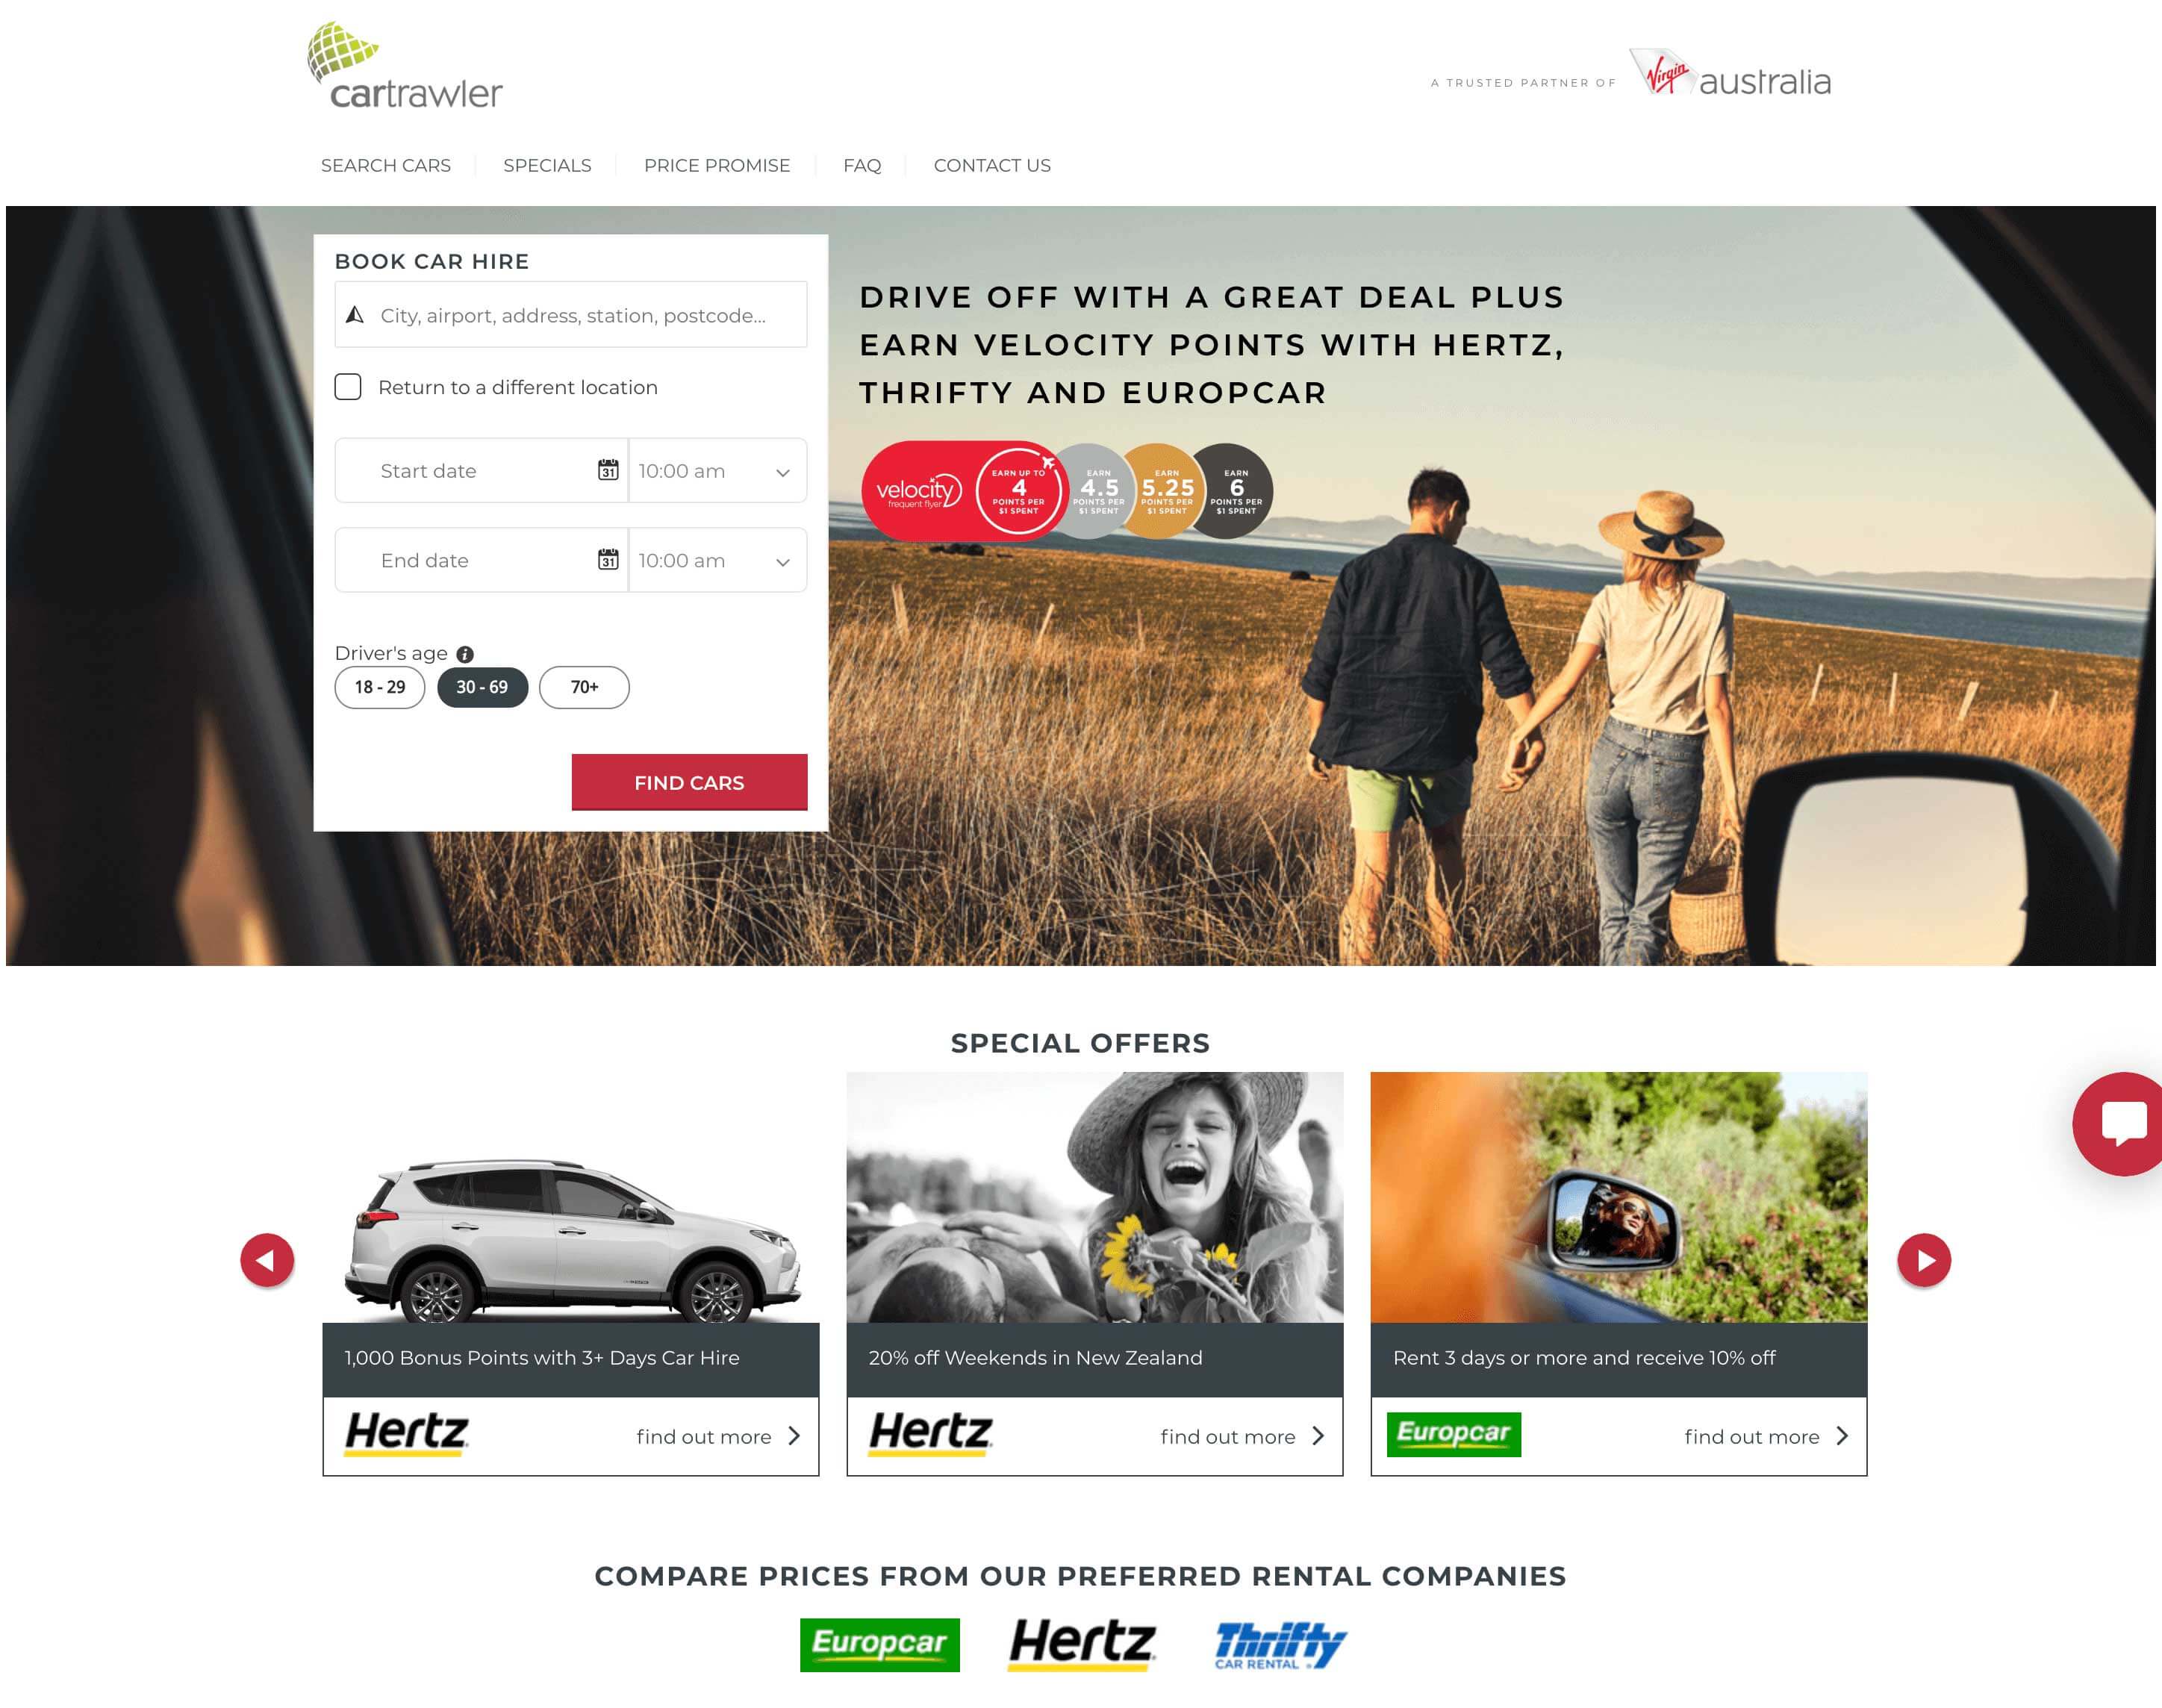 cartrawler
A TRUSTED PARTNER OF
Virgin australia
SEARCH CARS
SPECIALS
PRICE PROMISE
FAQ
CONTACT US
BOOK CAR HIRE
City, airport, address, station, postcode...
Return to a different location
Start date
31
10:00 am
End date
31
10:00 am
Driver's age
18 - 29
30 - 69
70+
FIND CARS
DRIVE OFF WITH A GREAT DEAL PLUS
EARN VELOCITY POINTS WITH HERTZ,
THRIFTY AND EUROPCAR
velocity
frequent flyer
EARN UP TO
4
POINTS PER
$1 SPENT
EARN
4.5
POINTS PER
$1 SPENT
EARN
5.25
POINTS PER
$1 SPENT
EARN
6
POINTS PER
$1 SPENT
SPECIAL OFFERS
1,000 Bonus Points with 3+ Days Car Hire
Hertz
find out more
20% off Weekends in New Zealand
Hertz
find out more
Rent 3 days or more and receive 10% off
Europcar
find out more
COMPARE PRICES FROM OUR PREFERRED RENTAL COMPANIES
Europcar
Hertz
Thrifty
CAR RENTAL